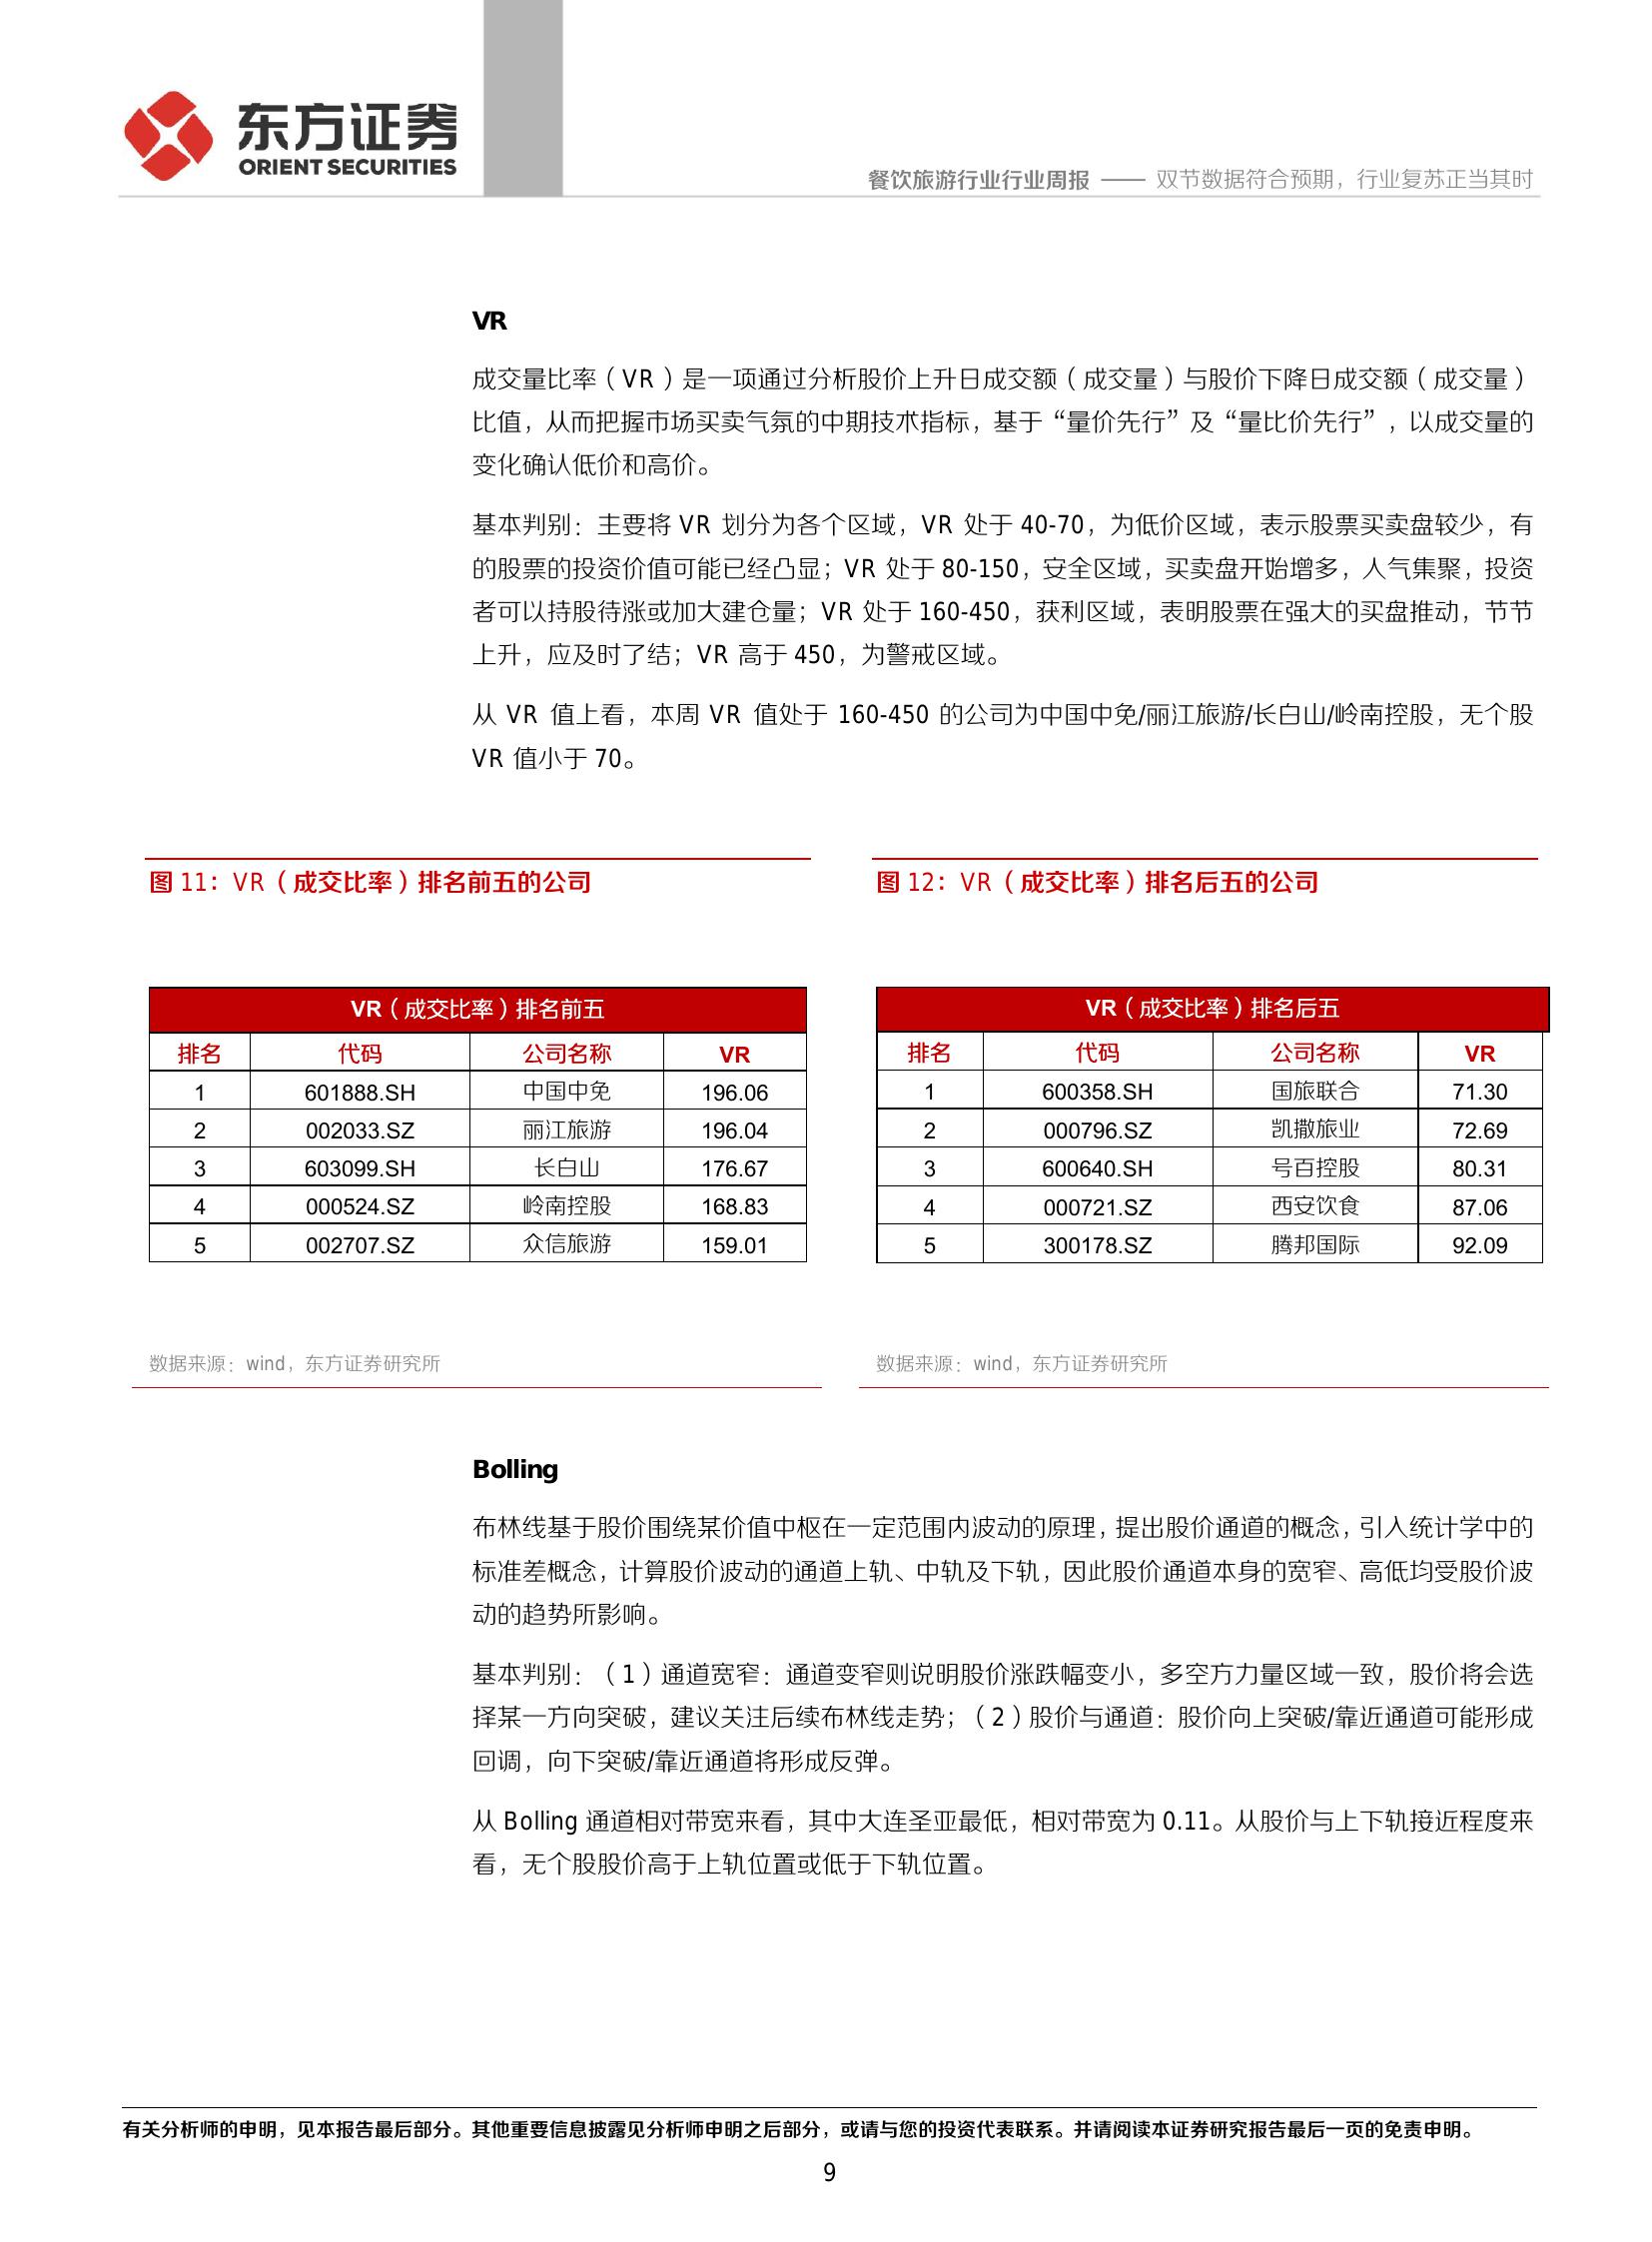 东方证券
ORIENT SECURITIES
餐饮旅游行业行业周报 —— 双节数据符合预期，行业复苏正当其时
VR
成交量比率（VR）是一项通过分析股价上升日成交额（成交量）与股价下降日成交额（成交量）
比值，从而把握市场买卖气氛的中期技术指标，基于“量价先行”及“量比价先行”，以成交量的
变化确认低价和高价。
基本判别：主要将 VR 划分为各个区域，VR 处于 40-70，为低价区域，表示股票买卖盘较少，有
的股票的投资价值可能已经凸显；VR 处于 80-150，安全区域，买卖盘开始增多，人气集聚，投资
者可以持股待涨或加大建仓量；VR 处于 160-450，获利区域，表明股票在强大的买盘推动，节节
上升，应及时了结；VR 高于 450，为警戒区域。
从 VR 值上看，本周 VR 值处于 160-450 的公司为中国中免/丽江旅游/长白山/岭南控股，无个股
VR 值小于 70。
图 11：VR（成交比率）排名前五的公司
VR（成交比率）排名前五
排名 代码 公司名称 VR
1 601888.SH 中国中免 196.06
2 002033.SZ 丽江旅游 196.04
3 603099.SH 长白山 176.67
4 000524.SZ 岭南控股 168.83
5 002707.SZ 众信旅游 159.01
数据来源：wind，东方证券研究所
图 12：VR（成交比率）排名后五的公司
VR（成交比率）排名后五
排名 代码 公司名称 VR
1 600358.SH 国旅联合 71.30
2 000796.SZ 凯撒旅业 72.69
3 600640.SH 号百控股 80.31
4 000721.SZ 西安饮食 87.06
5 300178.SZ 腾邦国际 92.09
数据来源：wind，东方证券研究所
Bolling
布林线基于股价围绕某价值中枢在一定范围内波动的原理，提出股价通道的概念，引入统计学中的
标准差概念，计算股价波动的通道上轨、中轨及下轨，因此股价通道本身的宽窄、高低均受股价波
动的趋势所影响。
基本判别：（1）通道宽窄：通道变窄则说明股价涨跌幅变小，多空方力量区域一致，股价将会选
择某一方向突破，建议关注后续布林线走势；（2）股价与通道：股价向上突破/靠近通道可能形成
回调，向下突破/靠近通道将形成反弹。
从 Bolling 通道相对带宽来看，其中大连圣亚最低，相对带宽为 0.11。从股价与上下轨接近程度来
看，无个股股价高于上轨位置或低于下轨位置。
有关分析师的申明，见本报告最后部分。其他重要信息披露见分析师申明之后部分，或请与您的投资代表联系。并请阅读本证券研究报告最后一页的免责申明。
9